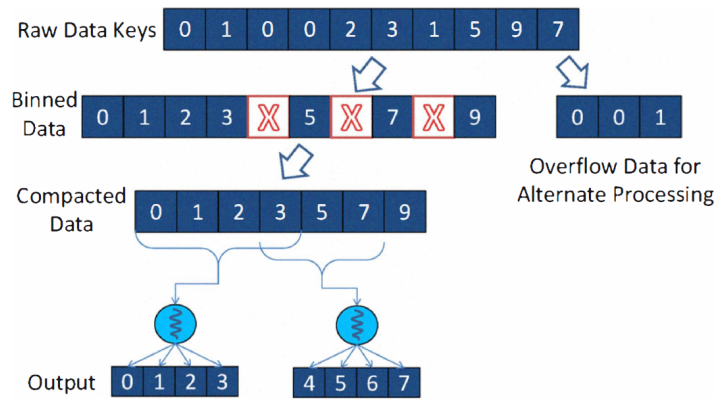 Raw Data Keys 0 1 0 0 2 3 1 5 9 7
Binned Data 0 1 2 3 X 5 X 7 X 9
0 0 1
Overflow Data for
Alternate Processing
Compacted Data 0 1 2 3 5 7 9
Output 0 1 2 3 4 5 6 7